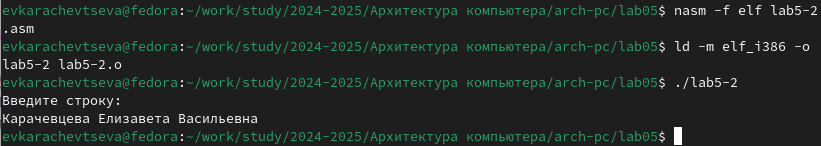 evkarachevtseva@fedora:~/work/study/2024-2025/Архитектура компьютера/arch-pc/lab05$ nasm -f elf lab5-2
.asm
evkarachevtseva@fedora:~/work/study/2024-2025/Архитектура компьютера/arch-pc/lab05$ ld -m elf_i386 -o
lab5-2 lab5-2.o
evkarachevtseva@fedora:~/work/study/2024-2025/Архитектура компьютера/arch-pc/lab05$ ./lab5-2
Введите строку:
Карачевцева Елизавета Васильевна
evkarachevtseva@fedora:~/work/study/2024-2025/Архитектура компьютера/arch-pc/lab05$